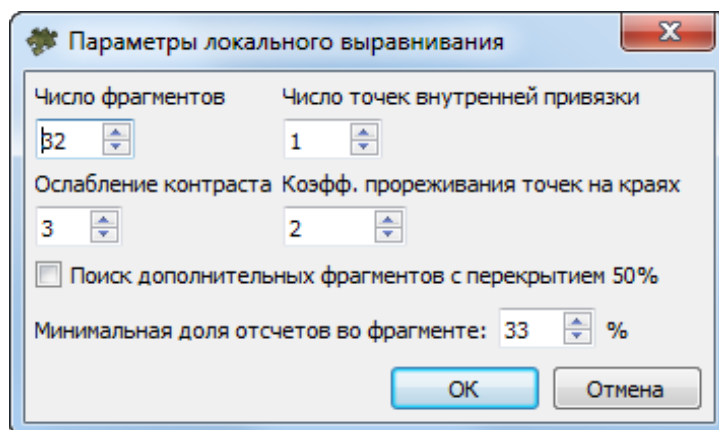 Параметры локального выравнивания
Число фрагментов Число точек внутренней привязки
32 1
Ослабление контраста Коэфф. прореживания точек на краях
3 2
Поиск дополнительных фрагментов с перекрытием 50%
Минимальная доля отсчетов во фрагменте: 33 %
ОК Отмена